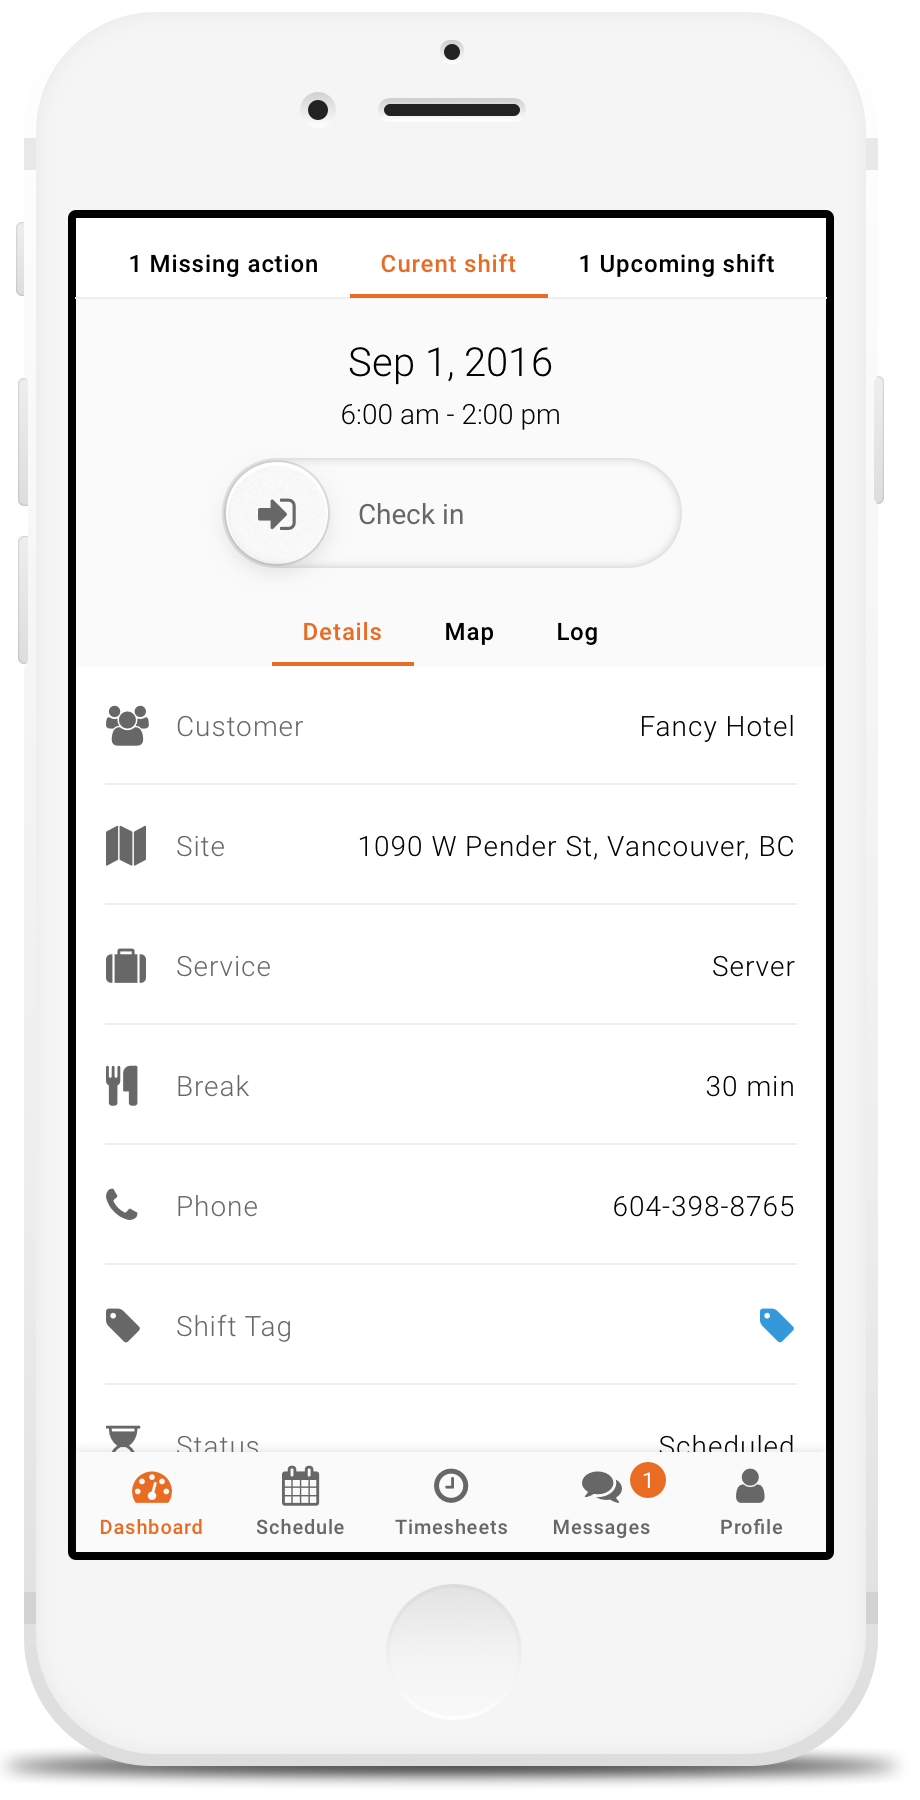 1 Missing action Curent shift 1 Upcoming shift
Sep 1, 2016
6:00 am - 2:00 pm
Check in
Details Map Log
Customer Fancy Hotel
Site 1090 W Pender St, Vancouver, BC
Service Server
Break 30 min
Phone 604-398-8765
Shift Tag
Status Scheduled
1
Dashboard Schedule Timesheets Messages Profile